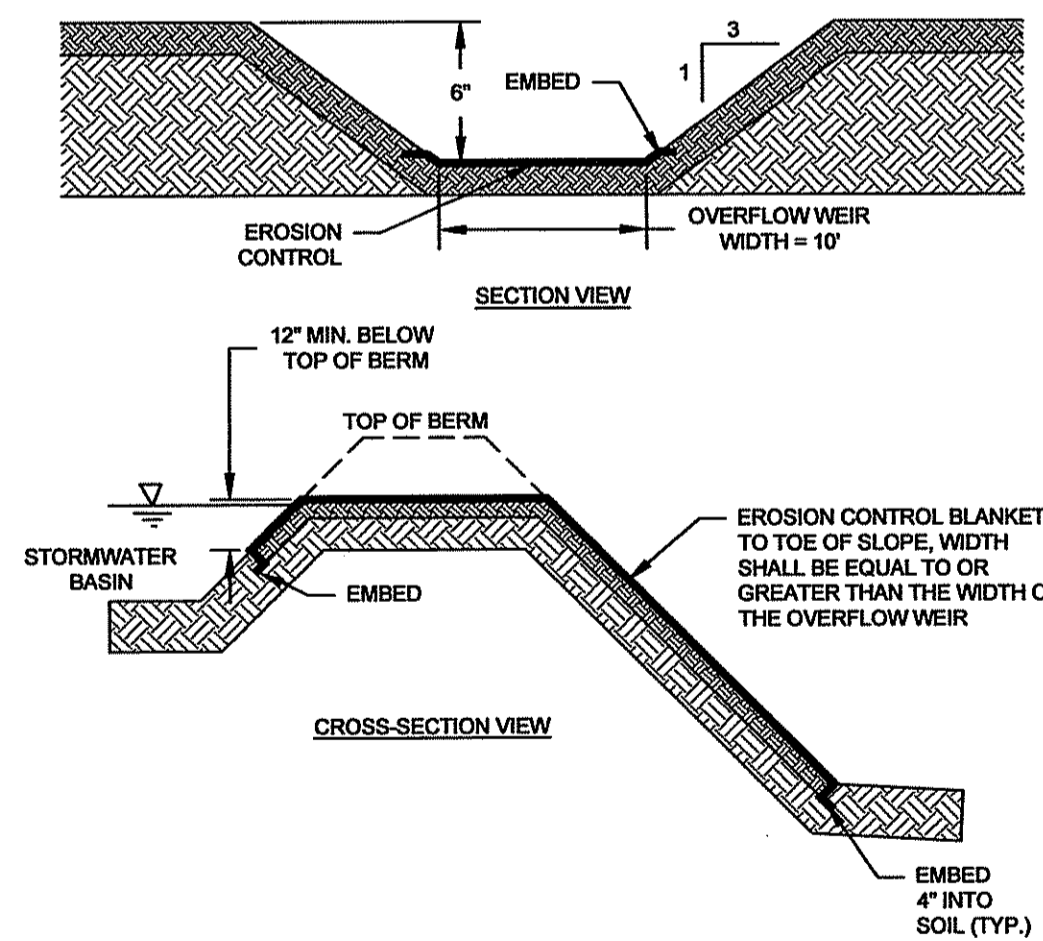 6"
EMBED
3
1
EROSION
CONTROL
OVERFLOW WEIR
WIDTH = 10'
SECTION VIEW
12" MIN. BELOW
TOP OF BERM
TOP OF BERM
STORMWATER
BASIN
EMBED
EROSION CONTROL BLANKET
TO TOE OF SLOPE, WIDTH
SHALL BE EQUAL TO OR
GREATER THAN THE WIDTH
THE OVERFLOW WEIR
CROSS-SECTION VIEW
EMBED
4" INTO
SOIL (TYP.)